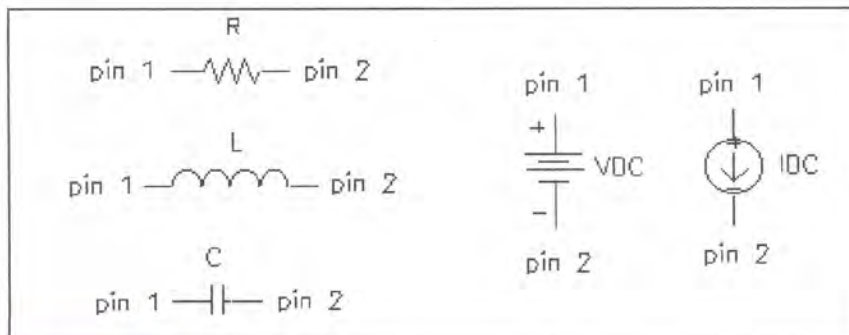 R
pin 1 pin 2
L
pin 1 pin 2
C
pin 1 pin 2
pin 1
+
VDC
−
pin 2
pin 1
IDC
pin 2